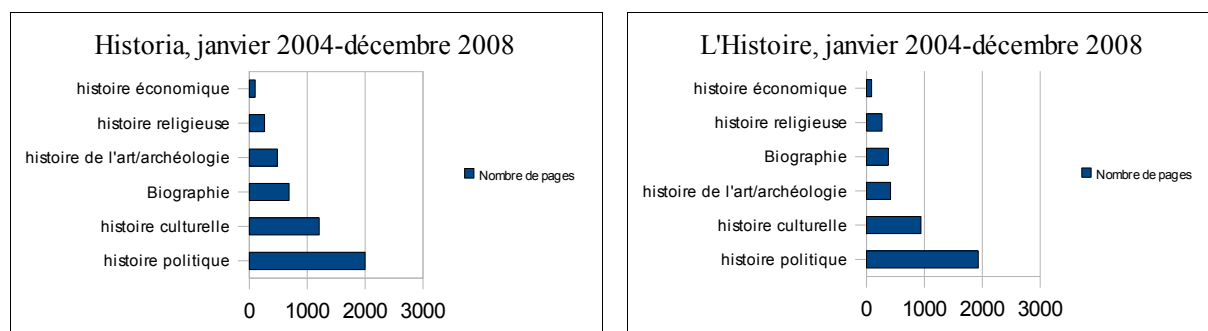 Historia, janvier 2004-décembre 2008
histoire économique
histoire religieuse
histoire de l'art/archéologie
Biographie
histoire culturelle
histoire politique
0 1000 2000 3000
Nombre de pages
L'Histoire, janvier 2004-décembre 2008
histoire économique
histoire religieuse
Biographie
histoire de l'art/archéologie
histoire culturelle
histoire politique
0 1000 2000 3000
Nombre de pages